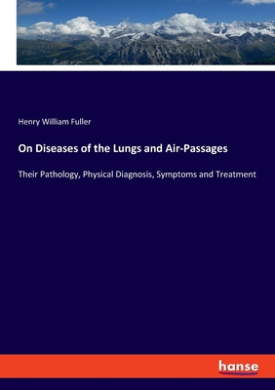 Henry William Fuller
On Diseases of the Lungs and Air-Passages
Their Pathology, Physical Diagnosis, Symptoms and Treatment
hanse